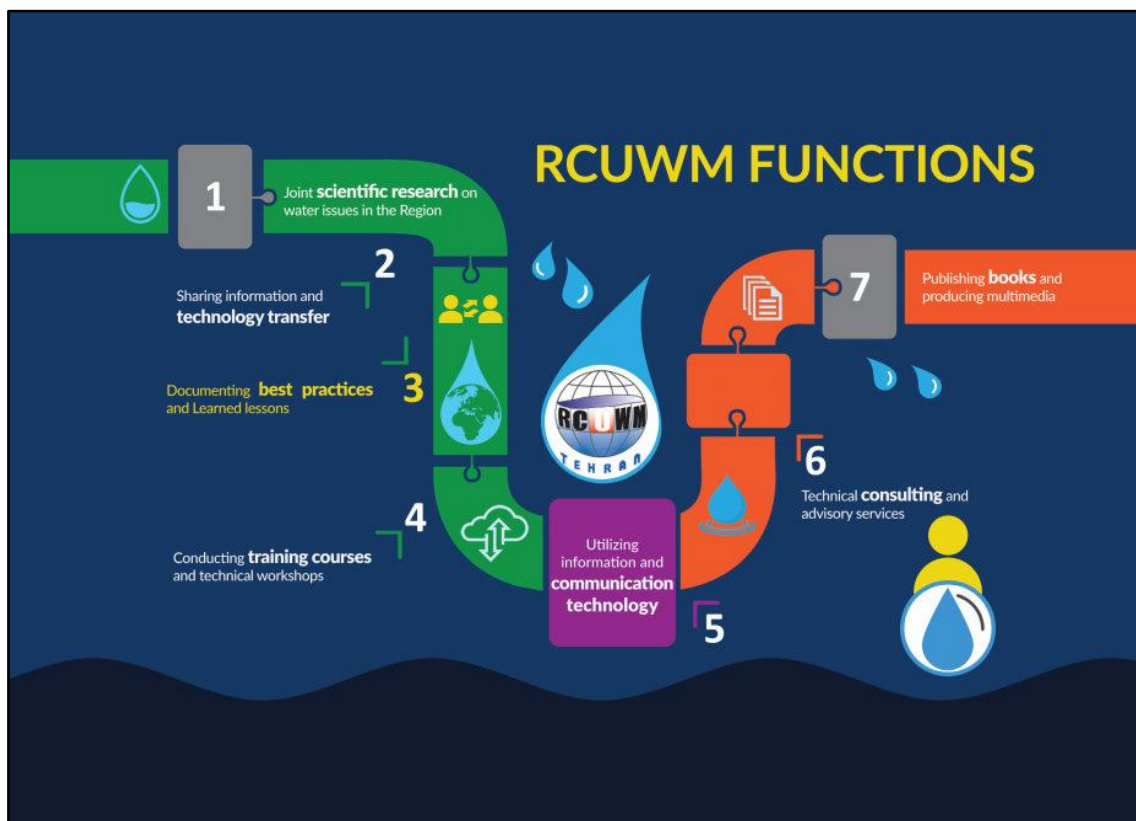 RCUWM FUNCTIONS
1
Joint scientific research on
water issues in the Region
2
Sharing information and
technology transfer
3
Documenting best practices
and Learned lessons
4
Conducting training courses
and technical workshops
RCUWM
TEHRAN
Utilizing
information and
communication
technology
5
6
Technical consulting and
advisory services
7
Publishing books and
producing multimedia